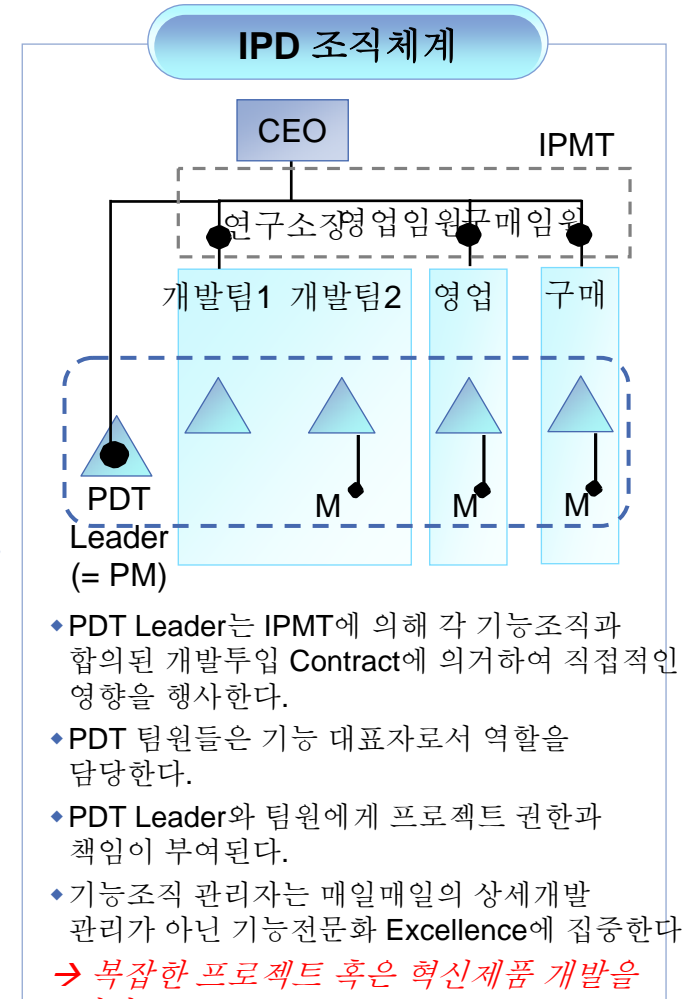 IPD 조직체계
CEO
IPMT
연구소장 영업임원 구매임원
개발팀1 개발팀2 영업 구매
M M M
PDT
Leader
(= PM)
PDT Leader는 IPMT에 의해 각 기능조직과
합의된 개발투입 Contract에 의거하여 직접적인
영향을 행사한다.
PDT 팀원들은 기능 대표자로서 역할을
담당한다.
PDT Leader와 팀원에게 프로젝트 권한과
책임이 부여된다.
기능조직 관리자는 매일매일의 상세개발
관리가 아닌 기능전문화 Excellence에 집중한다
→ 복잡한 프로젝트 혹은 혁신제품 개발을